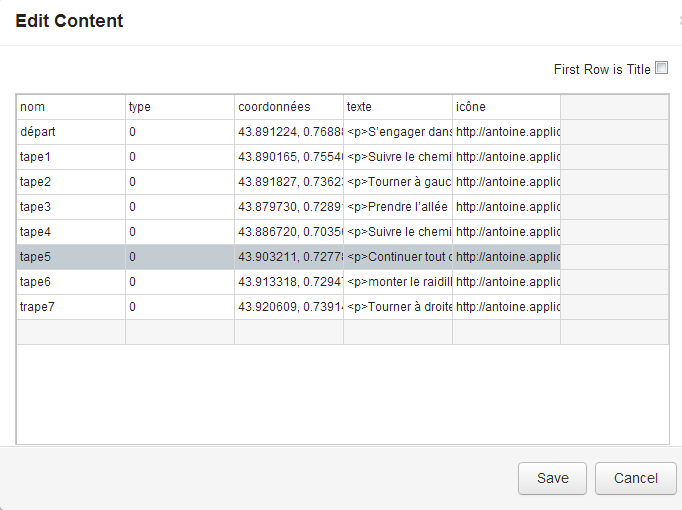 Edit Content
First Row is Title
nom type coordonnées texte icône
départ 0 43.891224, 0.7688 <p>S'engager dans http://antoine.applic
tape1 0 43.890165, 0.7554 <p>Suivre le chemi http://antoine.applic
tape2 0 43.891827, 0.7362 <p>Tourner à gauc http://antoine.applic
tape3 0 43.879730, 0.7289 <p>Prendre l'allée http://antoine.applic
tape4 0 43.886720, 0.7035 <p>Suivre le chemi http://antoine.applic
tape5 0 43.903211, 0.7277 <p>Continuer tout d http://antoine.applic
tape6 0 43.913318, 0.7294 <p>monter le raidill http://antoine.applic
trape7 0 43.920609, 0.7391 <p>Tourner à droite http://antoine.applic
Save Cancel